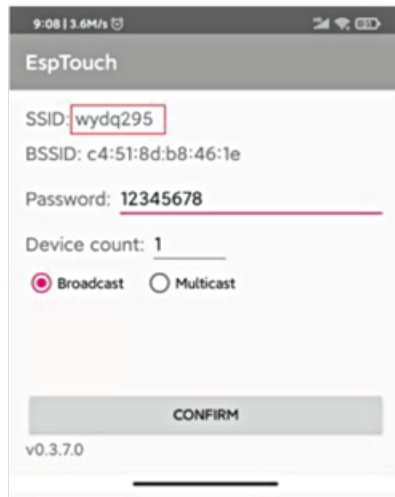 9:08 | 3.6M/s
EspTouch
SSID: wydq295
BSSID: c4:51:8d:b8:46:1e
Password: 12345678
Device count: 1
Broadcast Multicast
CONFIRM
v0.3.7.0